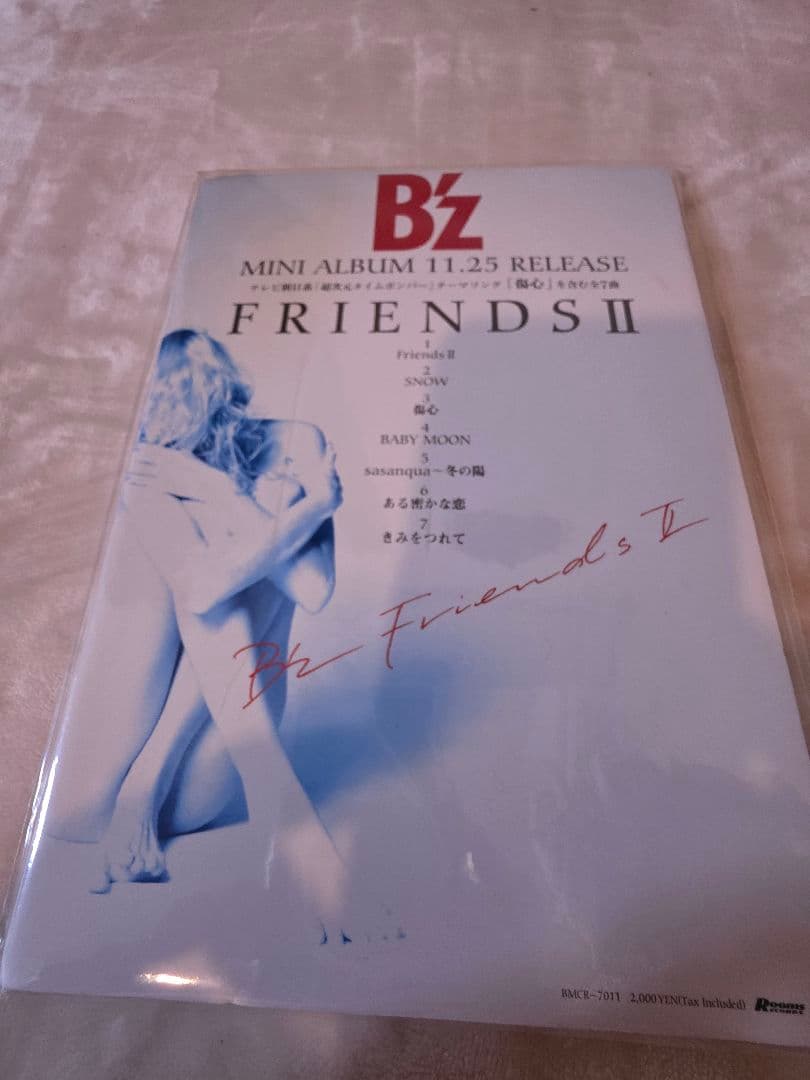 B'z
MINI ALBUM 11.25 RELEASE
テレビ朝日系「超次元タイムボンバー」テーマソング「傷心」を含む全7曲
FRIENDS II
1
Friends II
2
SNOW
3
傷心
4
BABY MOON
5
sasanqua～冬の陽
6
ある密かな恋
7
きみをつれて
B'z Friends II
BMCR-7011 2,000YEN(Tax Included) ROOMS RECORDS